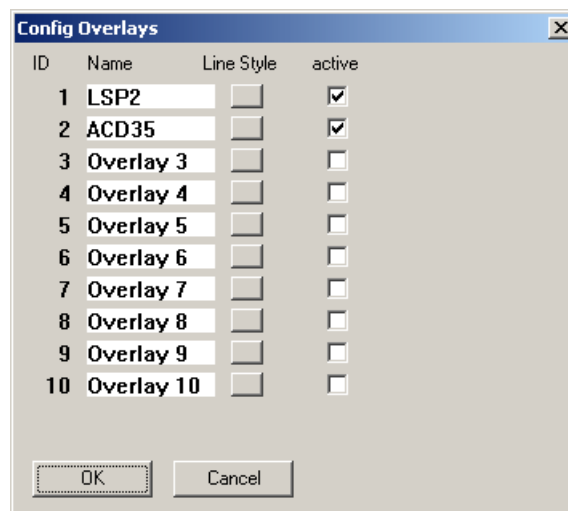 Config Overlays
ID Name Line Style active
1 LSP2
2 ACD35
3 Overlay 3
4 Overlay 4
5 Overlay 5
6 Overlay 6
7 Overlay 7
8 Overlay 8
9 Overlay 9
10 Overlay 10
OK Cancel